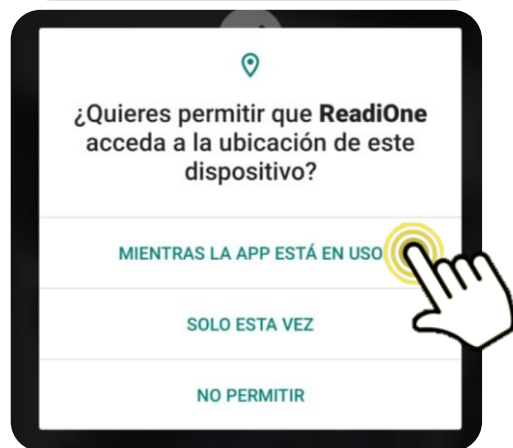 ¿Quieres permitir que ReadiOne
acceda a la ubicación de este
dispositivo?
MIENTRAS LA APP ESTÁ EN USO
SOLO ESTA VEZ
NO PERMITIR